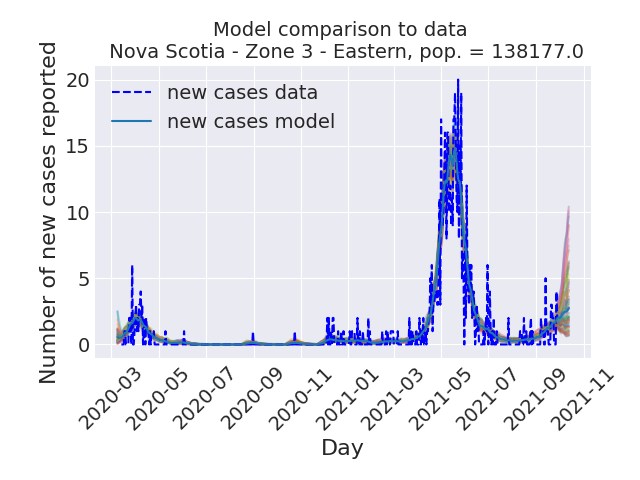 Model comparison to data
Nova Scotia - Zone 3 - Eastern, pop. = 138177.0
Number of new cases reported
20
15
10
5
0
new cases data
new cases model
2020-03
2020-05
2020-07
2020-09
2020-11
2021-01
2021-03
2021-05
2021-07
2021-09
2021-11
Day